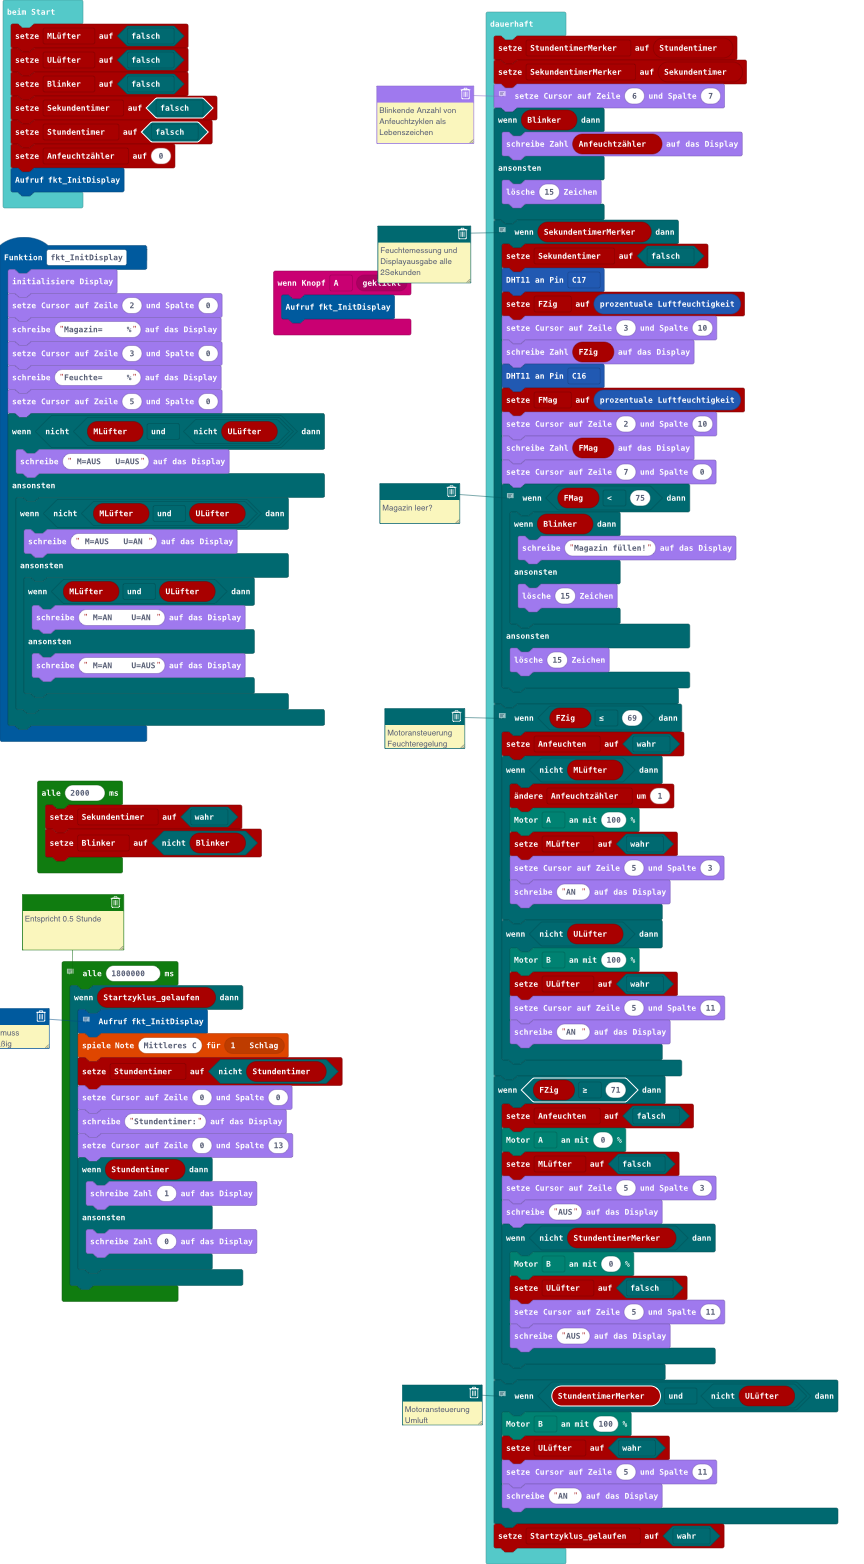 beim Start
setze MLüfter auf falsch
setze ULüfter auf falsch
setze Blinker auf falsch
setze Sekundentimer auf falsch
setze Stundentimer auf falsch
setze Anfeuchtzähler auf 0
Aufruf fkt_InitDisplay
Funktion fkt_InitDisplay
initialisiere Display
setze Cursor auf Zeile 2 und Spalte 0
schreibe "Magazin=     %" auf das Display
setze Cursor auf Zeile 3 und Spalte 0
schreibe "Feuchte=     %" auf das Display
setze Cursor auf Zeile 5 und Spalte 0
wenn nicht MLüfter und nicht ULüfter dann
schreibe " M=AUS   U=AUS" auf das Display
ansonsten
wenn nicht MLüfter und ULüfter dann
schreibe " M=AUS   U=AN " auf das Display
ansonsten
wenn MLüfter und ULüfter dann
schreibe " M=AN    U=AN " auf das Display
ansonsten
schreibe " M=AN    U=AUS" auf das Display
wenn Knopf A geklickt
Aufruf fkt_InitDisplay
alle 2000 ms
setze Sekundentimer auf wahr
setze Blinker auf nicht Blinker
Entspricht 0.5 Stunde
alle 1800000 ms
wenn Startzyklus_gelaufen dann
muss
ßig
Aufruf fkt_InitDisplay
spiele Note Mittleres C für 1 Schlag
setze Stundentimer auf nicht Stundentimer
setze Cursor auf Zeile 0 und Spalte 0
schreibe "Stundentimer:" auf das Display
setze Cursor auf Zeile 0 und Spalte 13
wenn Stundentimer dann
schreibe Zahl 1 auf das Display
ansonsten
schreibe Zahl 0 auf das Display
dauerhaft
setze StundentimerMerker auf Stundentimer
setze SekundentimerMerker auf Sekundentimer
Blinkende Anzahl von
Anfeuchtzyklen als
Lebenszeichen
setze Cursor auf Zeile 6 und Spalte 7
wenn Blinker dann
schreibe Zahl Anfeuchtzähler auf das Display
ansonsten
lösche 15 Zeichen
Feuchtemessung und
Displayausgabe alle
2Sekunden
wenn SekundentimerMerker dann
setze Sekundentimer auf falsch
DHT11 an Pin C17
setze FZig auf prozentuale Luftfeuchtigkeit
setze Cursor auf Zeile 3 und Spalte 10
schreibe Zahl FZig auf das Display
DHT11 an Pin C16
setze FMag auf prozentuale Luftfeuchtigkeit
setze Cursor auf Zeile 2 und Spalte 10
schreibe Zahl FMag auf das Display
setze Cursor auf Zeile 7 und Spalte 0
Magazin leer?
wenn FMag < 75 dann
wenn Blinker dann
schreibe "Magazin füllen!" auf das Display
ansonsten
lösche 15 Zeichen
ansonsten
lösche 15 Zeichen
Motoransteuerung
Feuchteregelung
wenn FZig ≤ 69 dann
setze Anfeuchten auf wahr
wenn nicht MLüfter dann
ändere Anfeuchtzähler um 1
Motor A an mit 100 %
setze MLüfter auf wahr
setze Cursor auf Zeile 5 und Spalte 3
schreibe "AN " auf das Display
wenn nicht ULüfter dann
Motor B an mit 100 %
setze ULüfter auf wahr
setze Cursor auf Zeile 5 und Spalte 11
schreibe "AN " auf das Display
wenn FZig ≥ 71 dann
setze Anfeuchten auf falsch
Motor A an mit 0 %
setze MLüfter auf falsch
setze Cursor auf Zeile 5 und Spalte 3
schreibe "AUS" auf das Display
wenn nicht StundentimerMerker dann
Motor B an mit 0 %
setze ULüfter auf falsch
setze Cursor auf Zeile 5 und Spalte 11
schreibe "AUS" auf das Display
Motoransteuerung
Umluft
wenn StundentimerMerker und nicht ULüfter dann
Motor B an mit 100 %
setze ULüfter auf wahr
setze Cursor auf Zeile 5 und Spalte 11
schreibe "AN " auf das Display
setze Startzyklus_gelaufen auf wahr